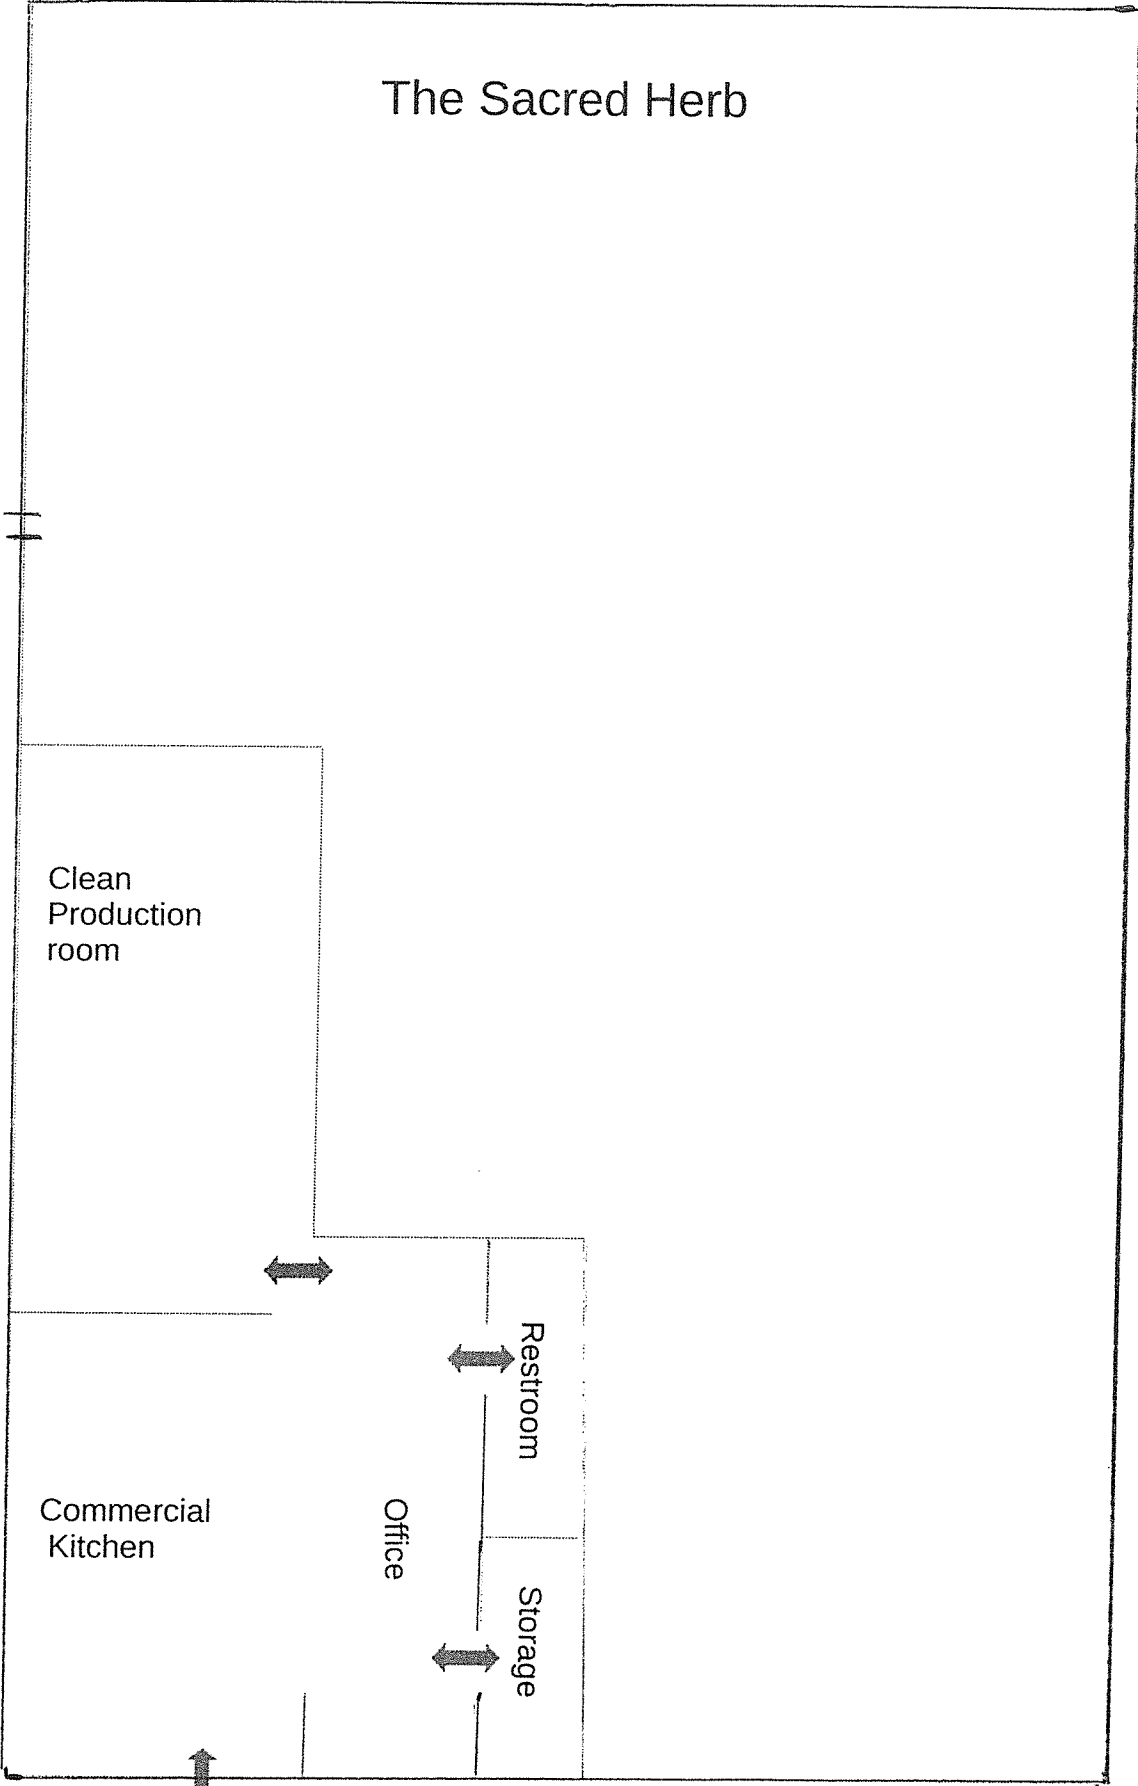 The Sacred Herb
Clean
Production
room
Restroom
Commercial
Kitchen
Office
Storage